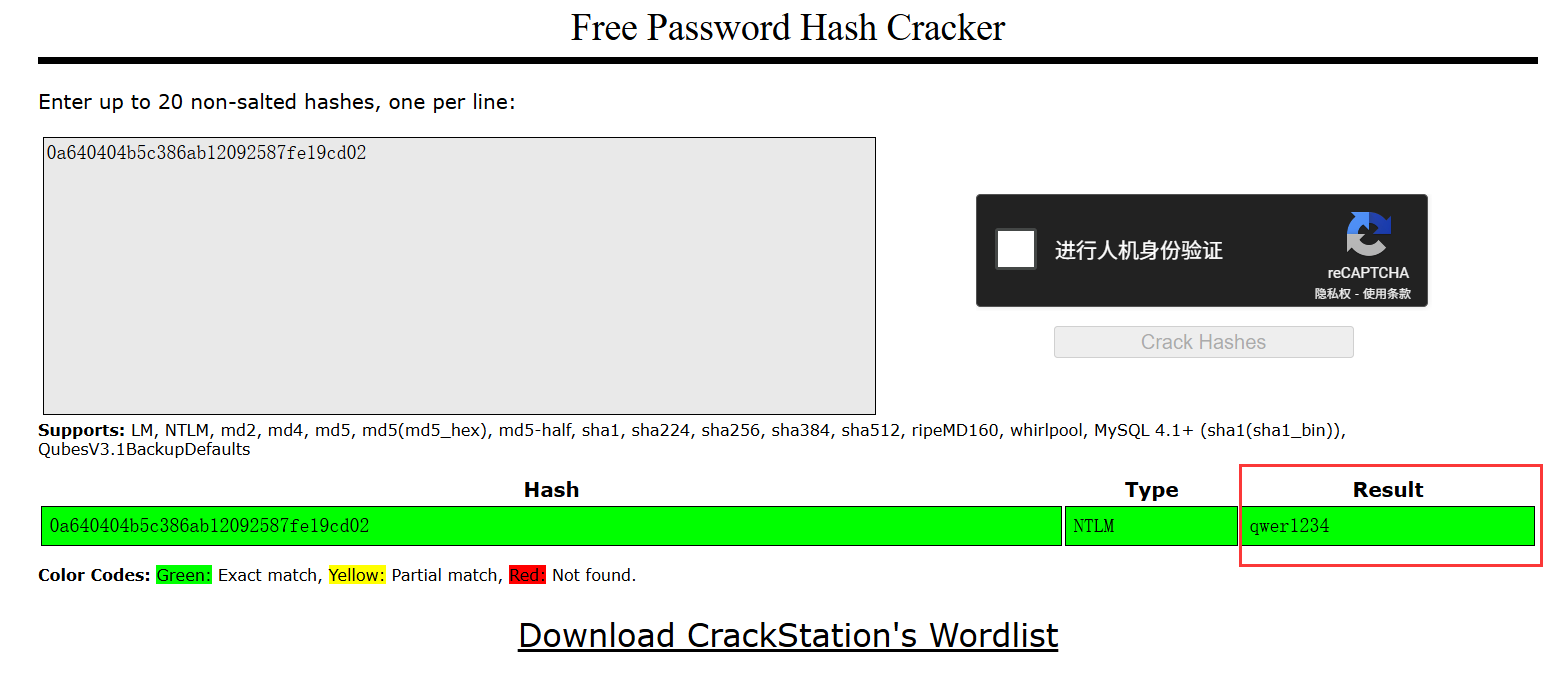 Free Password Hash Cracker
Enter up to 20 non-salted hashes, one per line:
0a640404b5c386ab12092587fe19cd02
进行人机身份验证
reCAPTCHA
隐私权 - 使用条款
Crack Hashes
Supports: LM, NTLM, md2, md4, md5, md5(md5_hex), md5-half, sha1, sha224, sha256, sha384, sha512, ripeMD160, whirlpool, MySQL 4.1+ (sha1(sha1_bin)),
QubesV3.1BackupDefaults
Hash Type Result
0a640404b5c386ab12092587fe19cd02 NTLM qwer1234
Color Codes: Green: Exact match, Yellow: Partial match, Red: Not found.
Download CrackStation's Wordlist